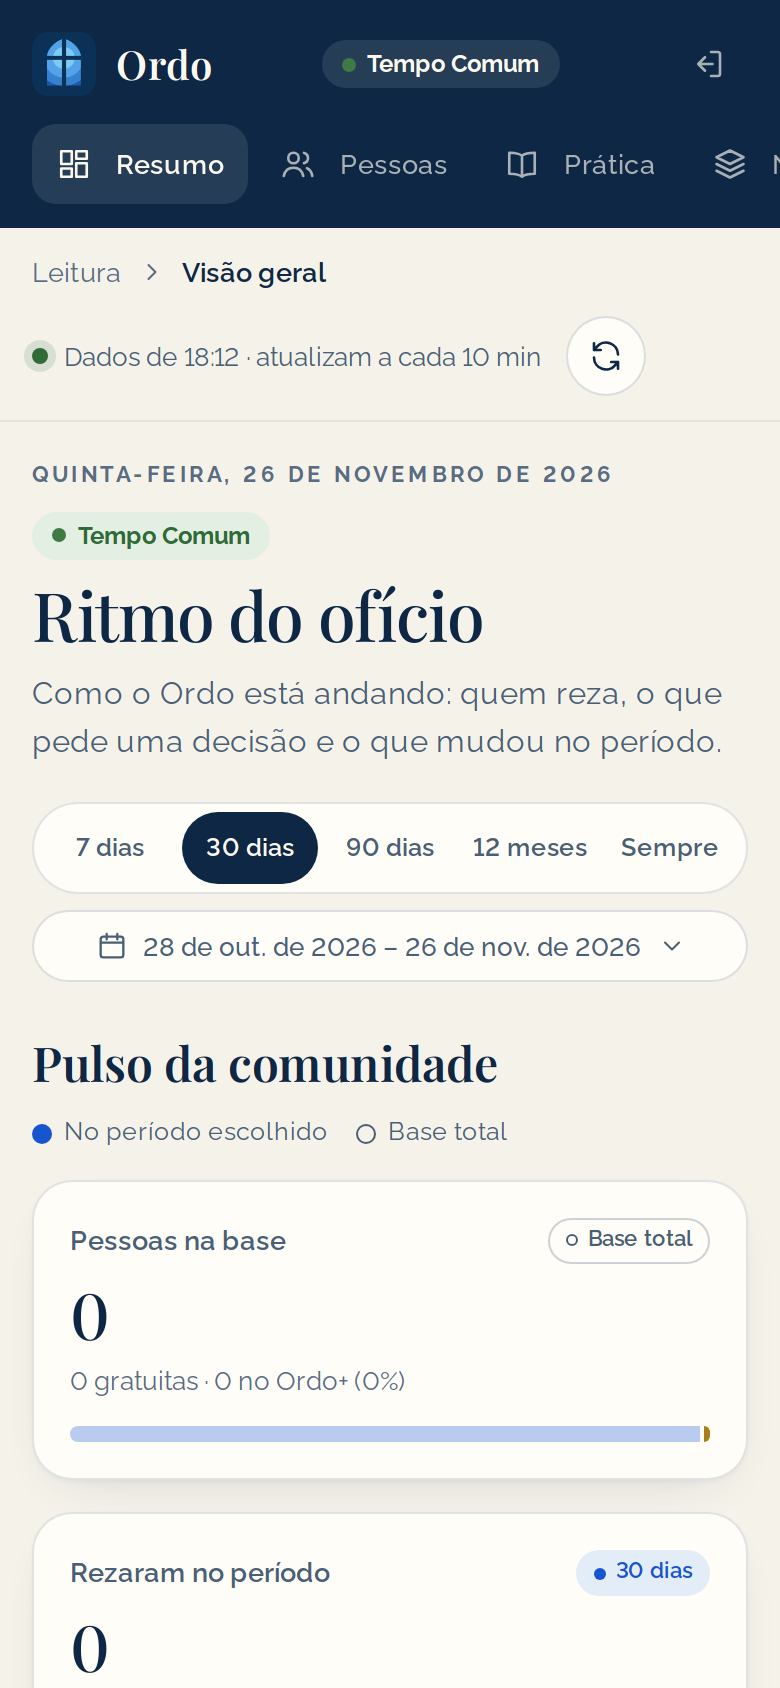 Ordo
Tempo Comum
Resumo
Pessoas
Prática
Leitura > Visão geral
Dados de 18:12 · atualizam a cada 10 min
QUINTA-FEIRA, 26 DE NOVEMBRO DE 2026
Tempo Comum
Ritmo do ofício
Como o Ordo está andando: quem reza, o que
pede uma decisão e o que mudou no período.
7 dias 30 dias 90 dias 12 meses Sempre
28 de out. de 2026 – 26 de nov. de 2026
Pulso da comunidade
No período escolhido Base total
Pessoas na base
Base total
0
0 gratuitas · 0 no Ordo+ (0%)
Rezaram no período
30 dias
0